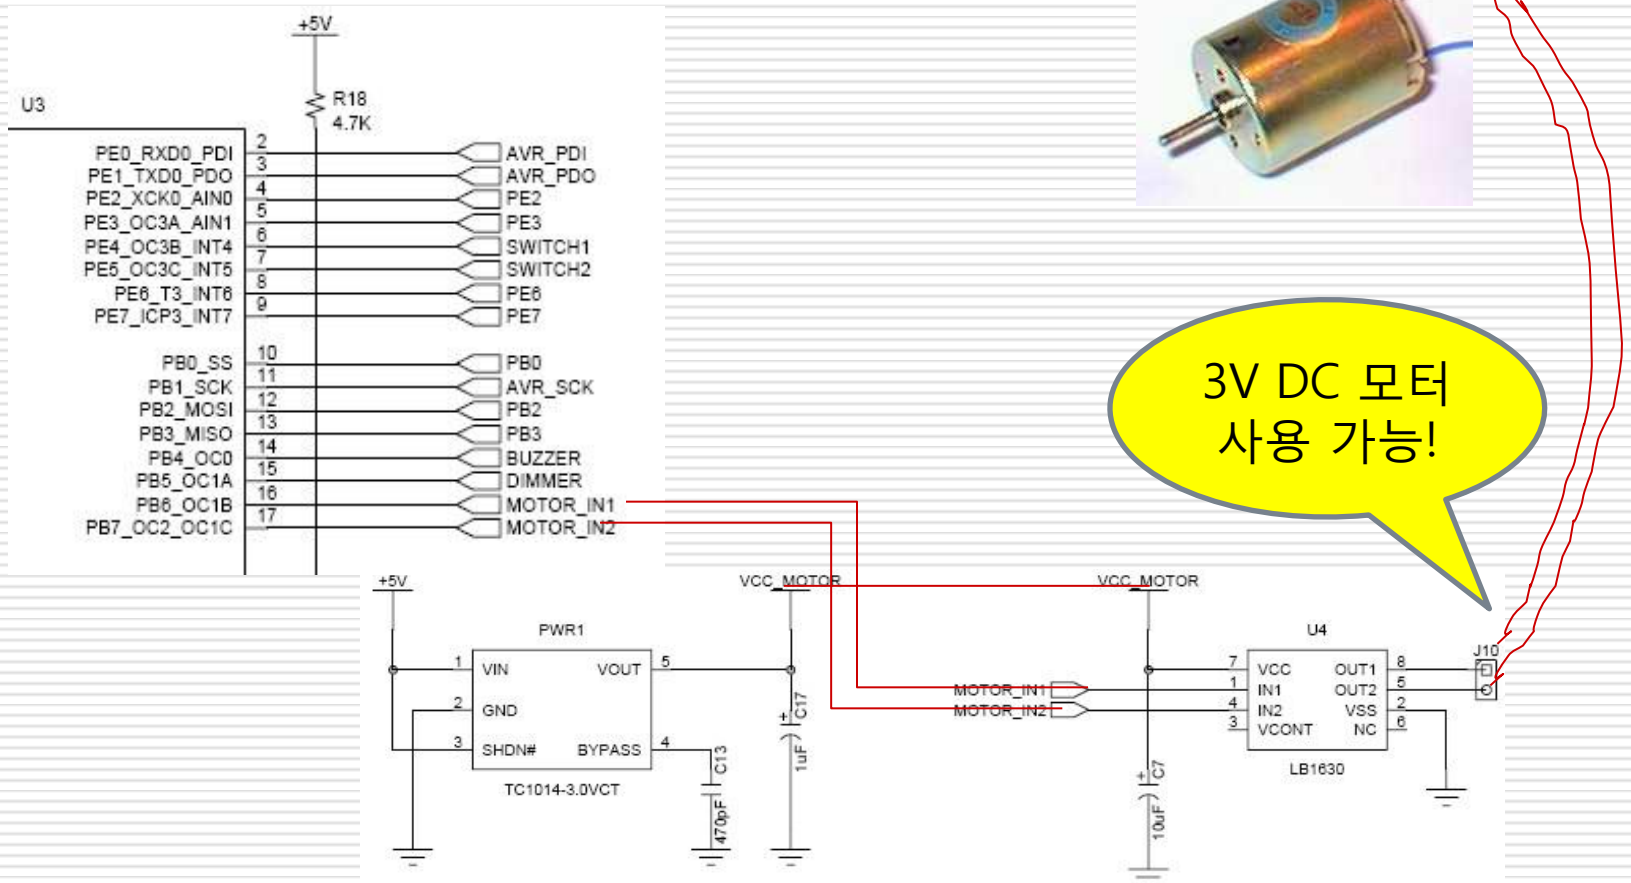 +5V
R18
4.7K
U3
PE0_RXD0_PDI 2 AVR_PDI
PE1_TXD0_PDO 3 AVR_PDO
PE2_XCK0_AIN0 4 PE2
PE3_OC3A_AIN1 5 PE3
PE4_OC3B_INT4 6 SWITCH1
PE5_OC3C_INT5 7 SWITCH2
PE6_T3_INT6 8 PE6
PE7_ICP3_INT7 9 PE7
PB0_SS 10 PB0
PB1_SCK 11 AVR_SCK
PB2_MOSI 12 PB2
PB3_MISO 13 PB3
PB4_OC0 14 BUZZER
PB5_OC1A 15 DIMMER
PB6_OC1B 16 MOTOR_IN1
PB7_OC2_OC1C 17 MOTOR_IN2
3V DC 모터
사용 가능!
+5V
VCC_MOTOR
PWR1
1 VIN VOUT 5
2 GND
3 SHDN# BYPASS 4
TC1014-3.0VCT
C13
470pF
+
C17
1uF
VCC_MOTOR
U4
J10
7 VCC OUT1 8
MOTOR_IN1 1 IN1 OUT2 5
MOTOR_IN2 4 IN2 VSS 2
3 VCONT NC 6
LB1630
+
C7
10uF